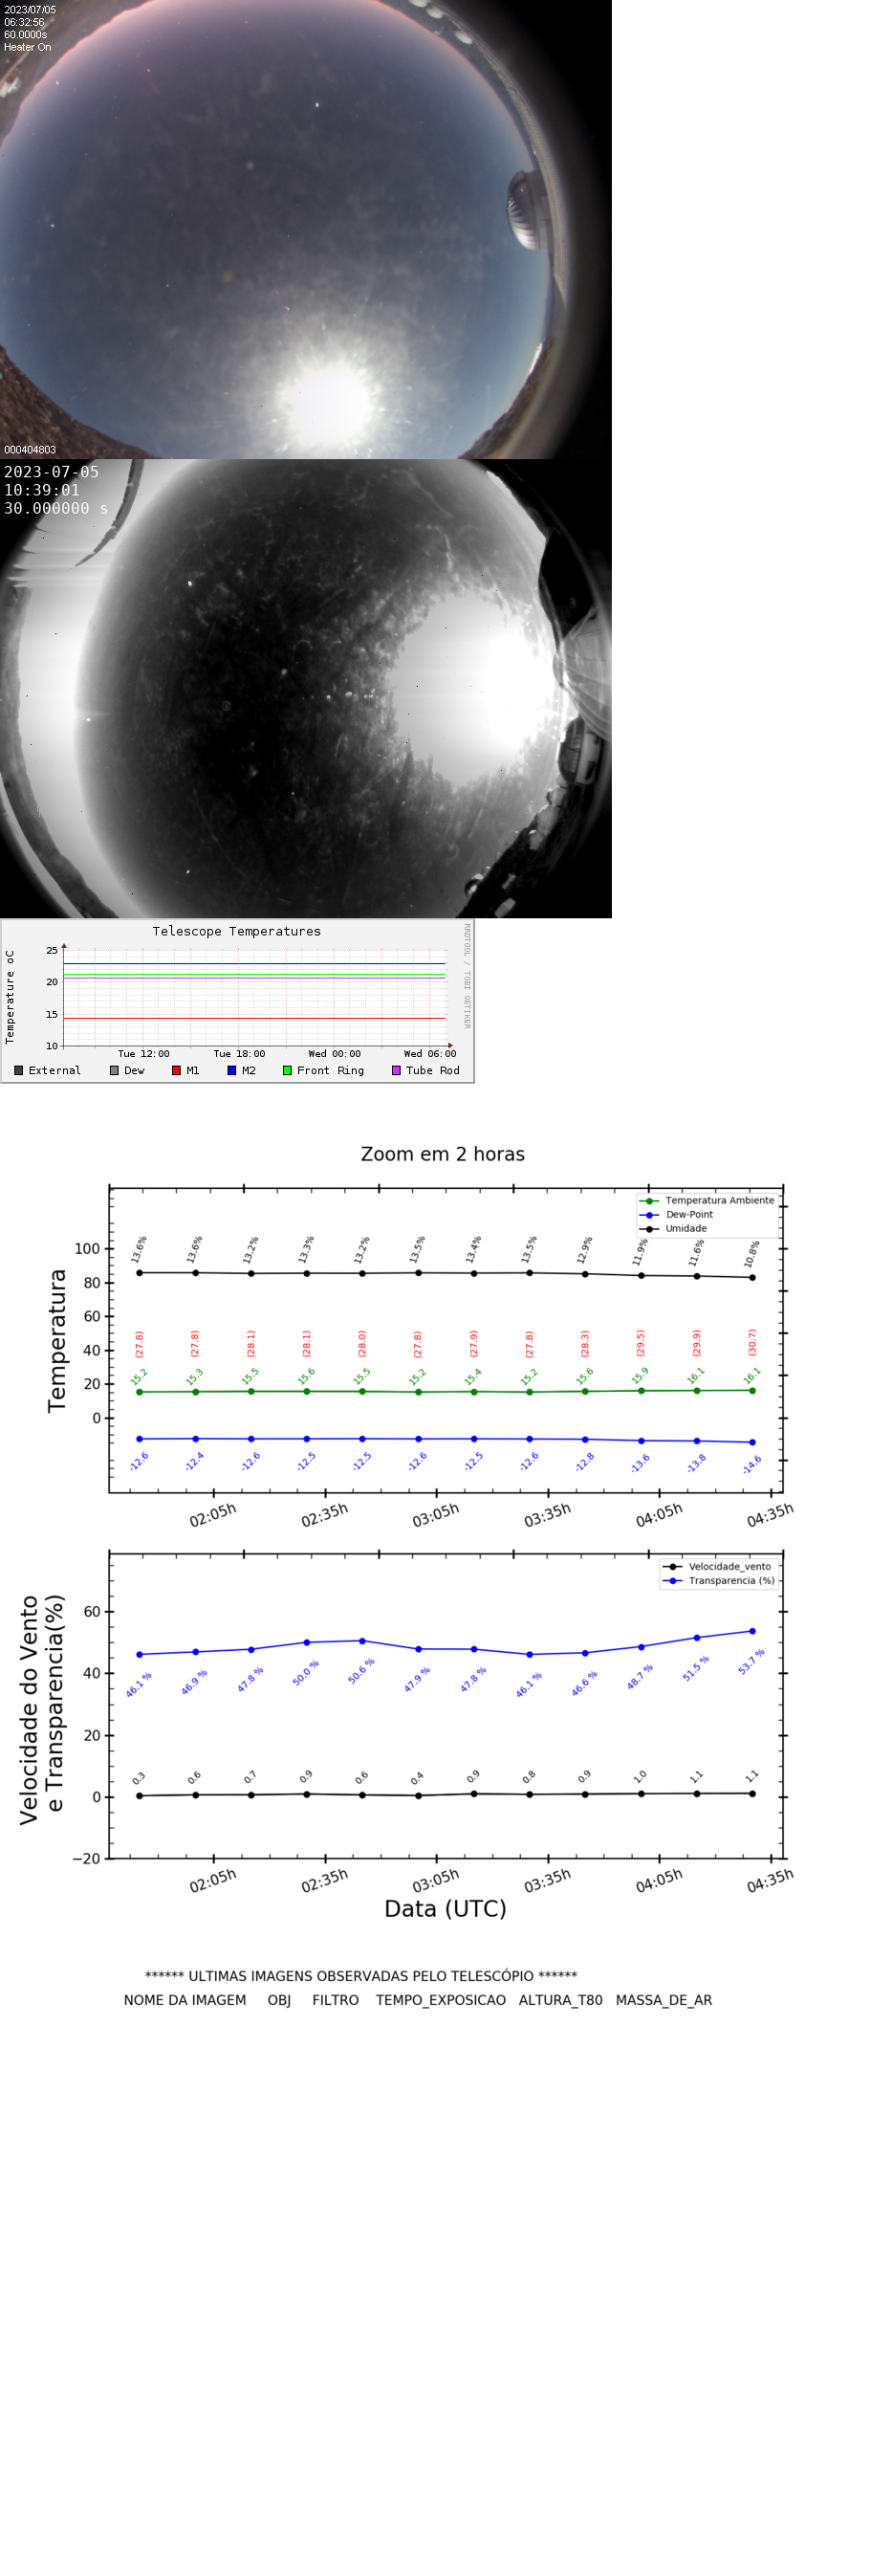 2023/07/05
06:32:56
60.0000s
Heater On
000404803
2023-07-05
10:39:01
30.000000 s
Telescope Temperatures
RRDTOOL / TOBI OETIKER
Temperature oC
25
20
15
10
Tue 12:00 Tue 18:00 Wed 00:00 Wed 06:00
External Dew M1 M2 Front Ring Tube Rod
Zoom em 2 horas
Temperatura Ambiente
Dew-Point
Umidade
Temperatura
100
80
60
40
20
0
13.6% 13.6% 13.2% 13.3% 13.2% 13.5% 13.4% 13.5% 12.9% 11.9% 11.6% 10.8%
(27.8) (27.8) (28.1) (28.1) (28.0) (27.8) (27.9) (27.8) (28.3) (29.5) (29.9) (30.7)
15.2 15.3 15.5 15.6 15.5 15.2 15.4 15.2 15.6 15.9 16.1 16.1
-12.6 -12.4 -12.6 -12.5 -12.5 -12.6 -12.5 -12.6 -12.8 -13.6 -13.8 -14.6
02:05h 02:35h 03:05h 03:35h 04:05h 04:35h
Velocidade_vento
Transparencia (%)
Velocidade do Vento
e Transparencia(%)
60
40
20
0
−20
46.1 % 46.9 % 47.8 % 50.0 % 50.6 % 47.9 % 47.8 % 46.1 % 46.6 % 48.7 % 51.5 % 53.7 %
0.3 0.6 0.7 0.9 0.6 0.4 0.9 0.8 0.9 1.0 1.1 1.1
02:05h 02:35h 03:05h 03:35h 04:05h 04:35h
Data (UTC)
****** ULTIMAS IMAGENS OBSERVADAS PELO TELESCÓPIO ******
NOME DA IMAGEM OBJ FILTRO TEMPO_EXPOSICAO ALTURA_T80 MASSA_DE_AR